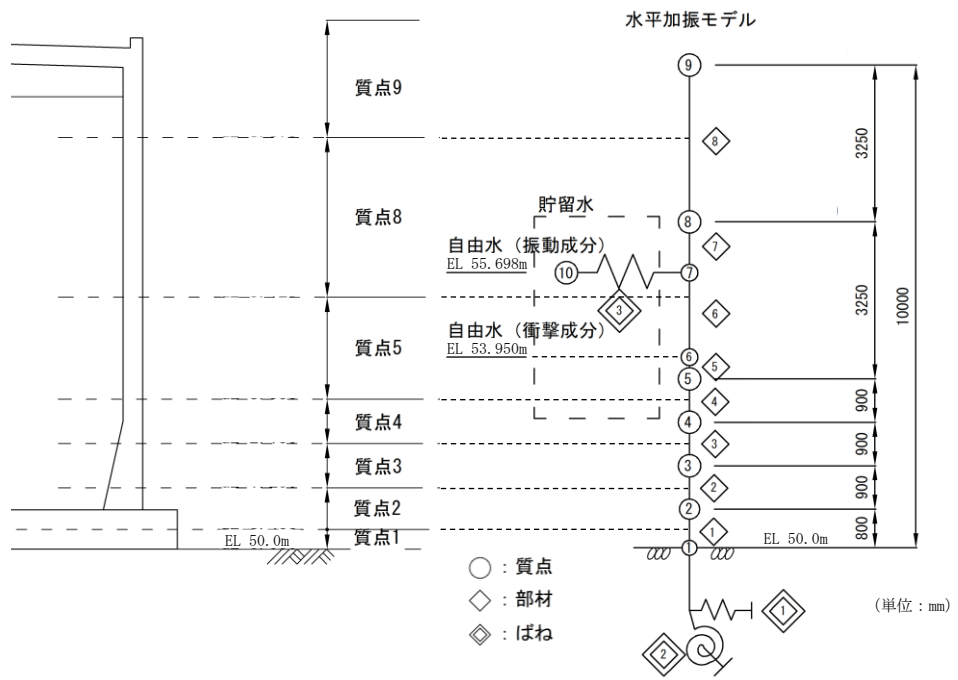 水平加振モデル
9
質点9
8
3250
質点8
貯留水
8
自由水（振動成分）
EL 55.698m
10
7
7
3
6
3250
10000
質点5
自由水（衝撃成分）
EL 53.950m
6
5
5
4
900
質点4
4
3
900
質点3
3
2
900
質点2
2
1
800
質点1
EL 50.0m
1
EL 50.0m
○：質点
◇：部材
：ばね
1
2
（単位：mm）